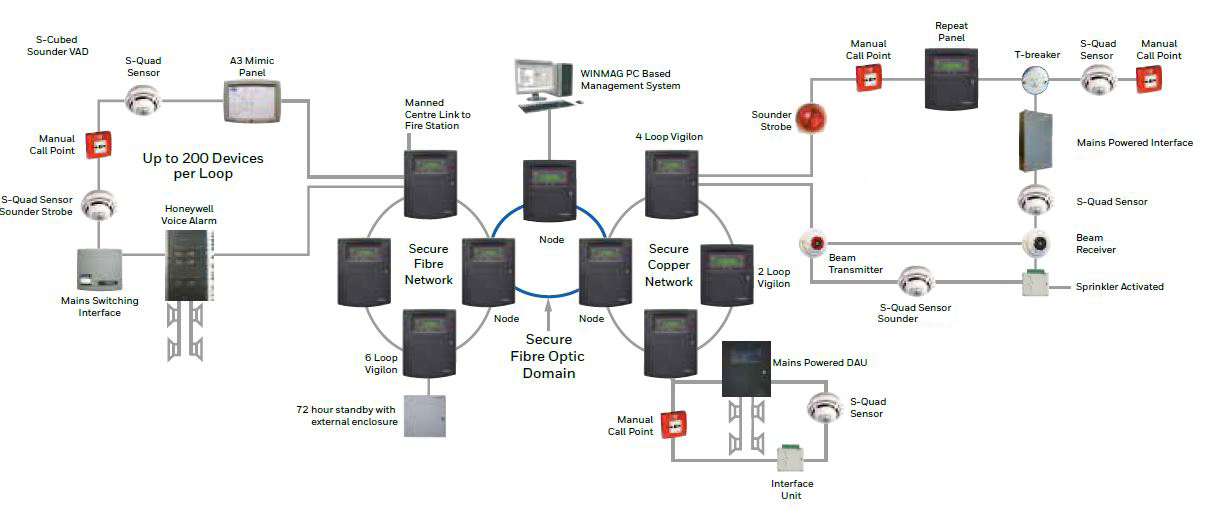 S-Cubed
Sounder VAD
S-Quad
Sensor
A3 Mimic
Panel
Manual
Call Point
Up to 200 Devices
per Loop
S-Quad Sensor
Sounder Strobe
Honeywell
Voice Alarm
Mains Switching
Interface
Manned
Centre Link to
Fire Station
WINMAG PC Based
Management System
4 Loop Vigilon
Node
Secure
Fibre
Network
Secure
Copper
Network
2 Loop
Vigilon
Node
Node
Secure
Fibre Optic
Domain
6 Loop
Vigilon
72 hour standby with
external enclosure
Repeat
Panel
Manual
Call Point
T-breaker
S-Quad
Sensor
Manual
Call Point
Sounder
Strobe
Mains Powered Interface
S-Quad Sensor
Beam
Receiver
Beam
Transmitter
Sprinkler Activated
S-Quad Sensor
Sounder
Mains Powered DAU
S-Quad
Sensor
Manual
Call Point
Interface
Unit